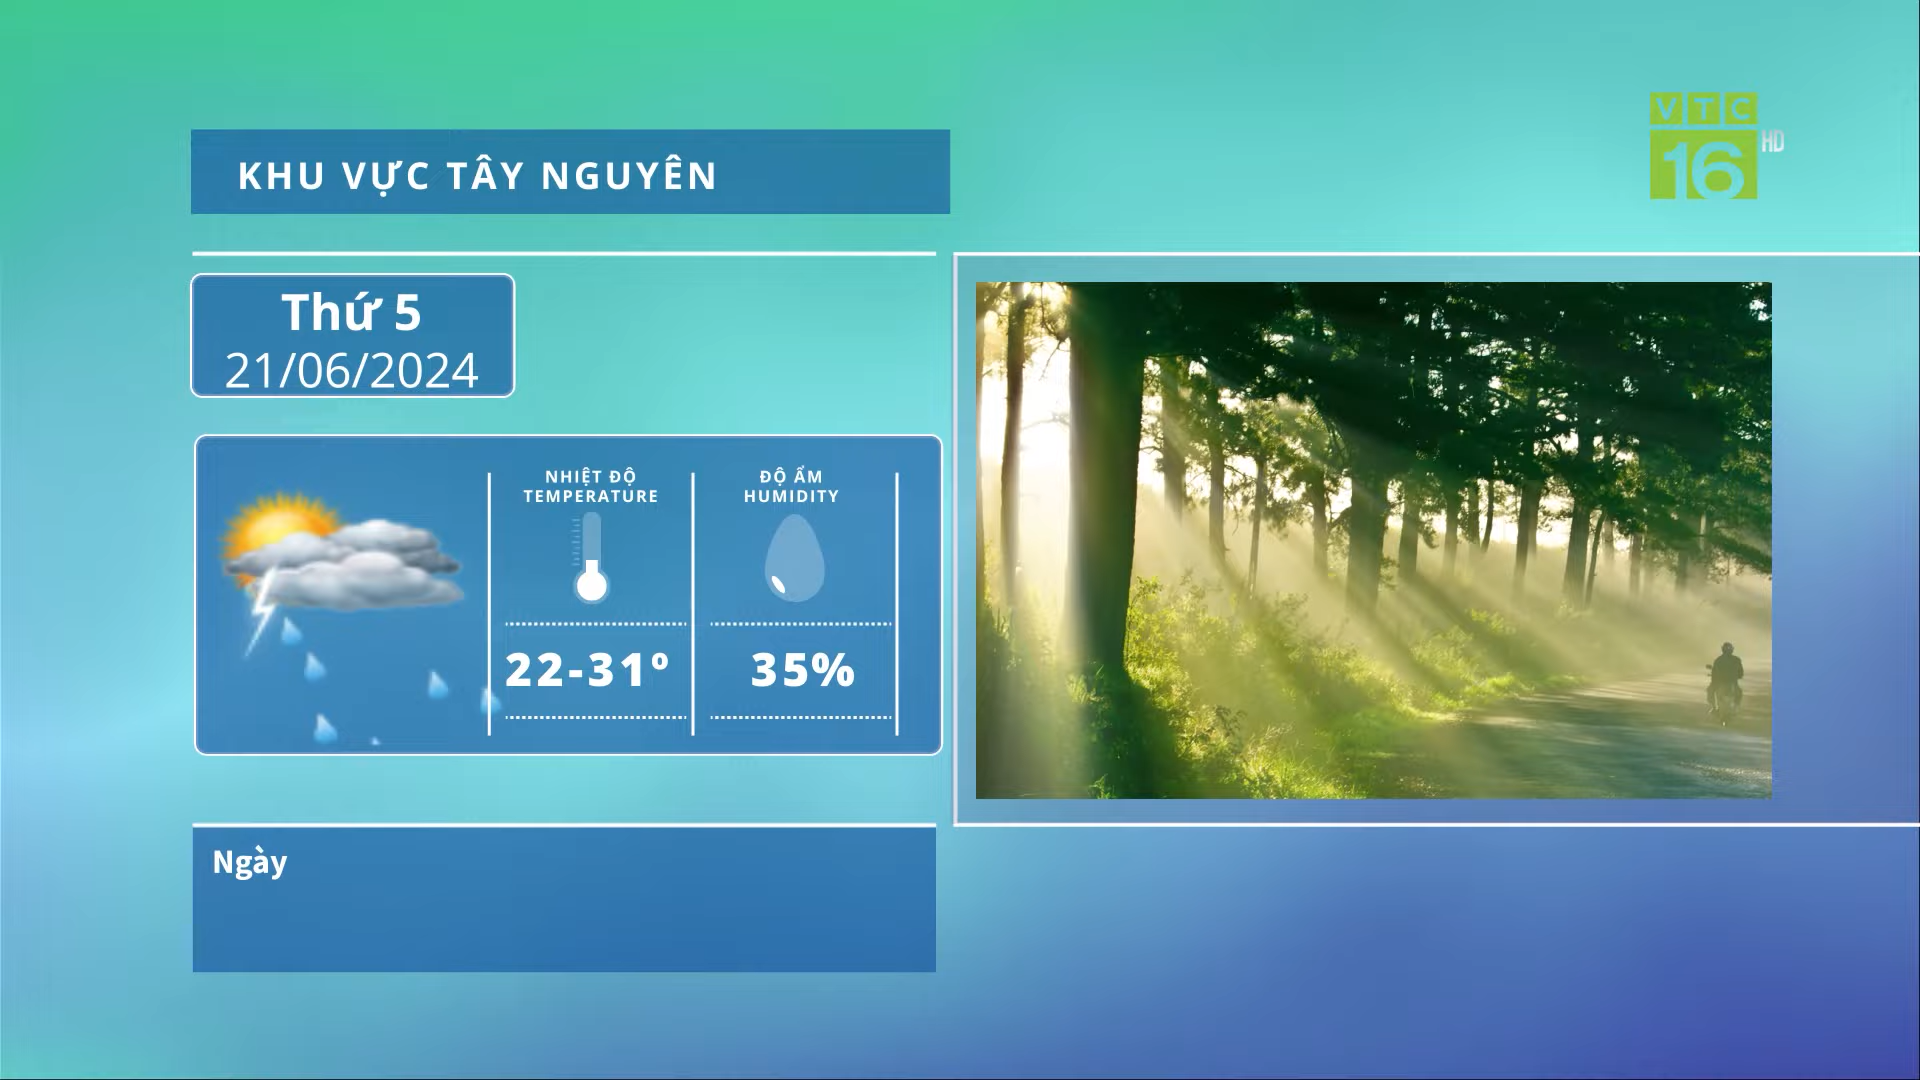 VTC
16 HD
KHU VỰC TÂY NGUYÊN
Thứ 5
21/06/2024
NHIỆT ĐỘ
TEMPERATURE
22-31º
ĐỘ ẨM
HUMIDITY
35%
Ngày